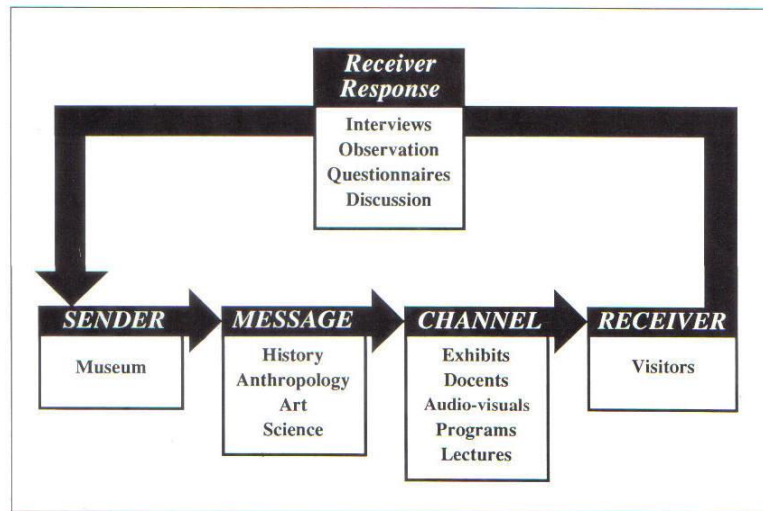 Receiver
Response
Interviews
Observation
Questionnaires
Discussion
SENDER
Museum
MESSAGE
History
Anthropology
Art
Science
CHANNEL
Exhibits
Docents
Audio-visuals
Programs
Lectures
RECEIVER
Visitors